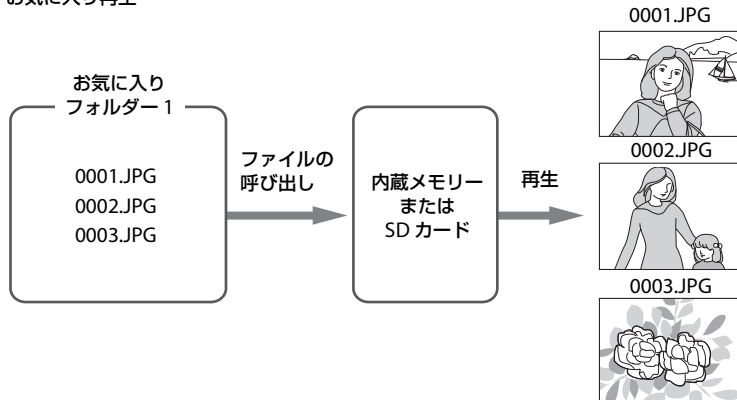 お気に入り再生
0001.JPG
お気に入り
フォルダー 1
0001.JPG
0002.JPG
0003.JPG
ファイルの
呼び出し
内蔵メモリー
または
SD カード
再生
0002.JPG
0003.JPG